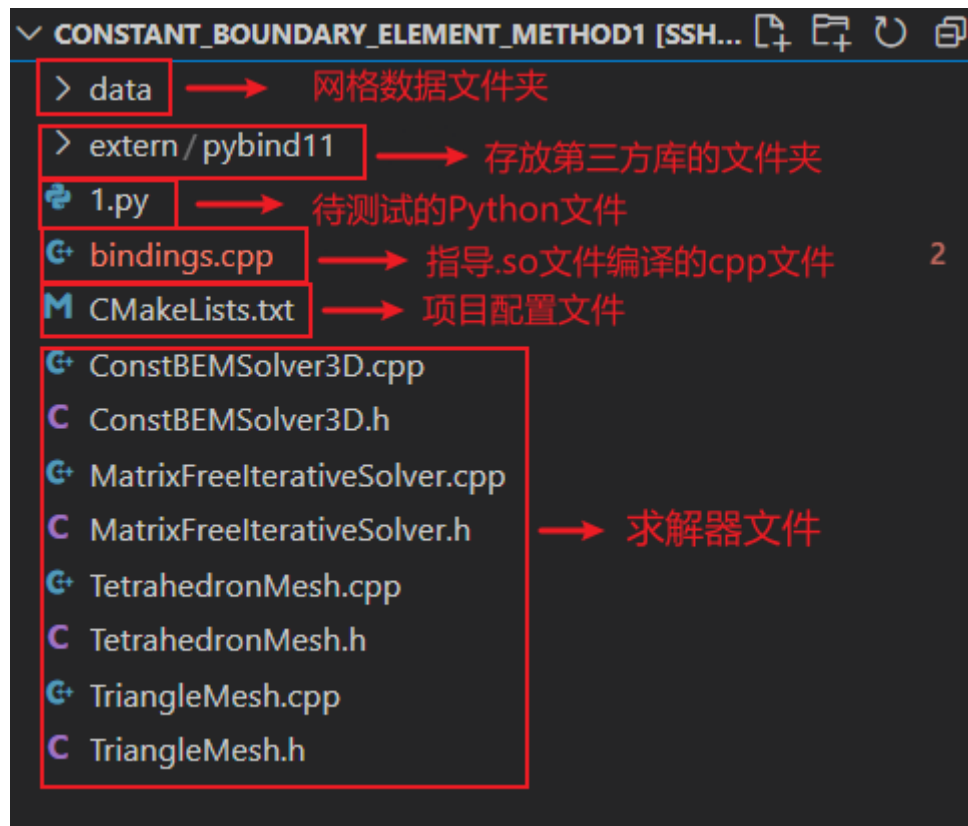 CONSTANT_BOUNDARY_ELEMENT_METHOD1 [SSH...
data 网格数据文件夹
extern / pybind11 存放第三方库的文件夹
1.py 待测试的Python文件
bindings.cpp 指导.so文件编译的cpp文件 2
CMakeLists.txt 项目配置文件
ConstBEMSolver3D.cpp
ConstBEMSolver3D.h
MatrixFreeIterativeSolver.cpp
MatrixFreeIterativeSolver.h 求解器文件
TetrahedronMesh.cpp
TetrahedronMesh.h
TriangleMesh.cpp
TriangleMesh.h